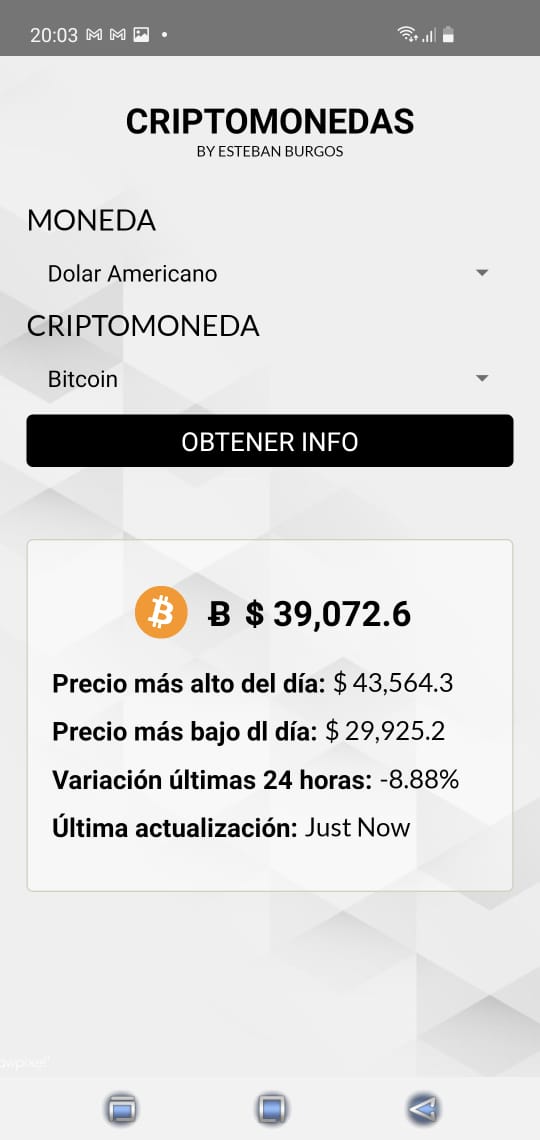 20:03
CRIPTOMONEDAS
BY ESTEBAN BURGOS
MONEDA
Dolar Americano
CRIPTOMONEDA
Bitcoin
OBTENER INFO
Ƀ $ 39,072.6
Precio más alto del día: $ 43,564.3
Precio más bajo dl día: $ 29,925.2
Variación últimas 24 horas: -8.88%
Última actualización: Just Now